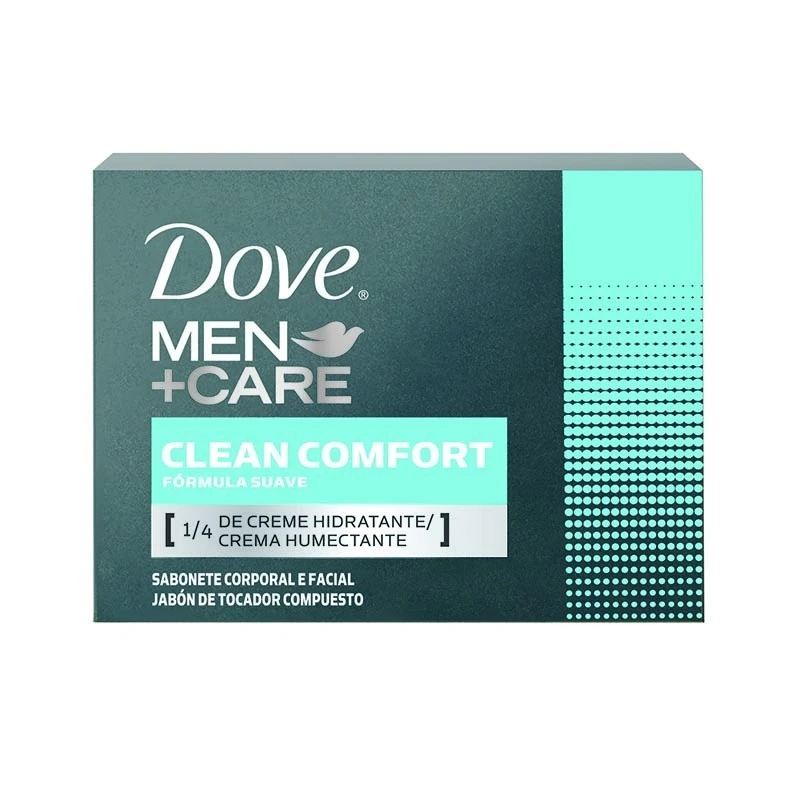 Dove®
MEN
+CARE
CLEAN COMFORT
FÓRMULA SUAVE
[ 1/4 DE CREME HIDRATANTE/
CREMA HUMECTANTE ]
SABONETE CORPORAL E FACIAL
JABÓN DE TOCADOR COMPUESTO